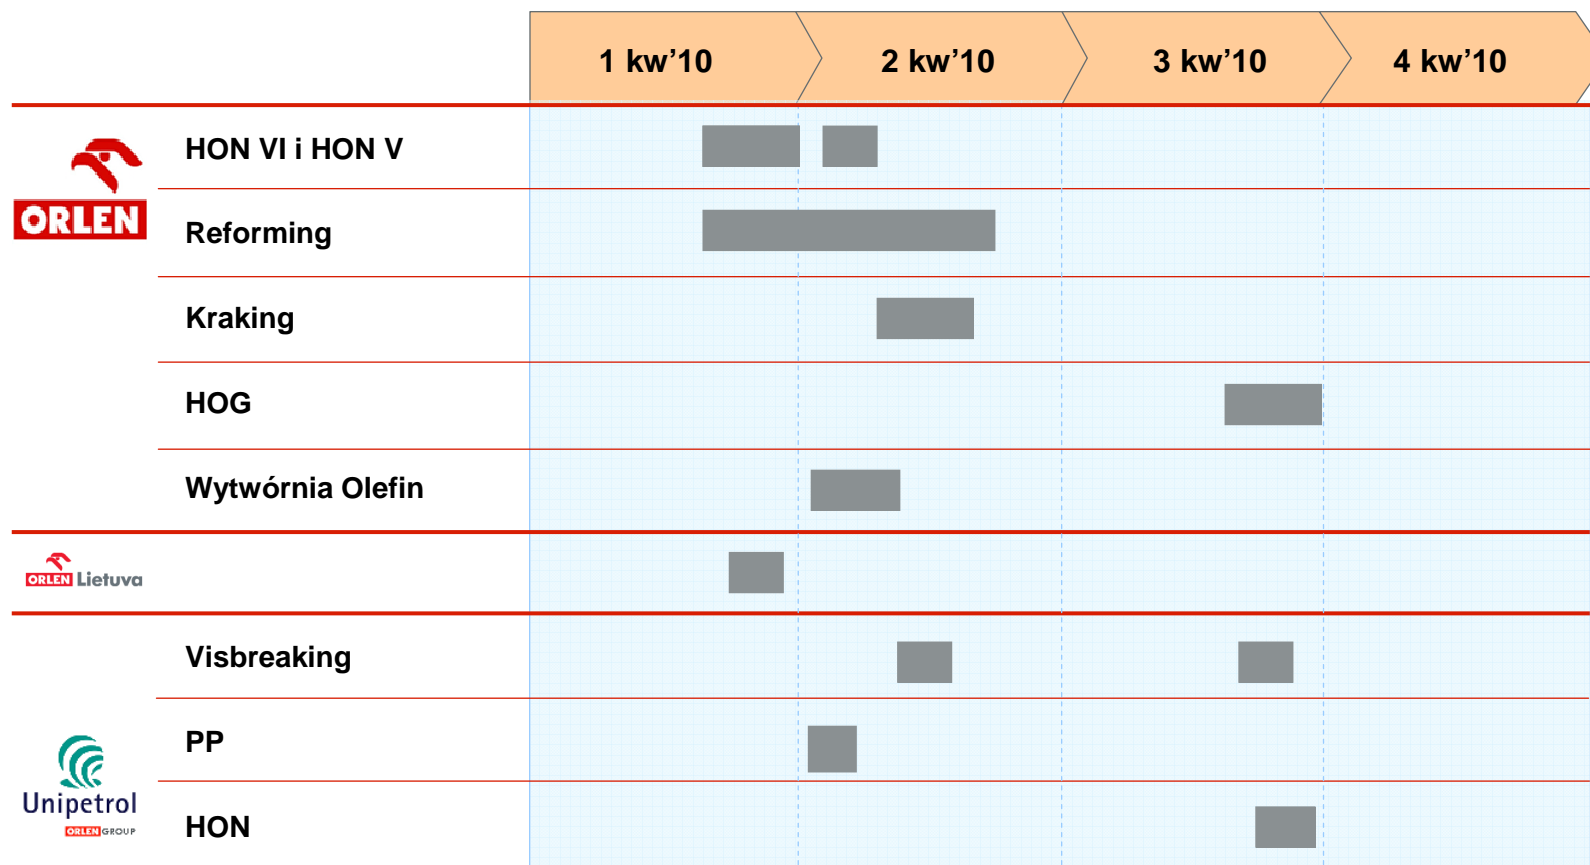 1 kw’10 2 kw’10 3 kw’10 4 kw’10
HON VI i HON V
ORLEN
Reforming
Kraking
HOG
Wytwórnia Olefin
ORLEN Lietuva
Visbreaking
PP
Unipetrol
ORLEN GROUP
HON